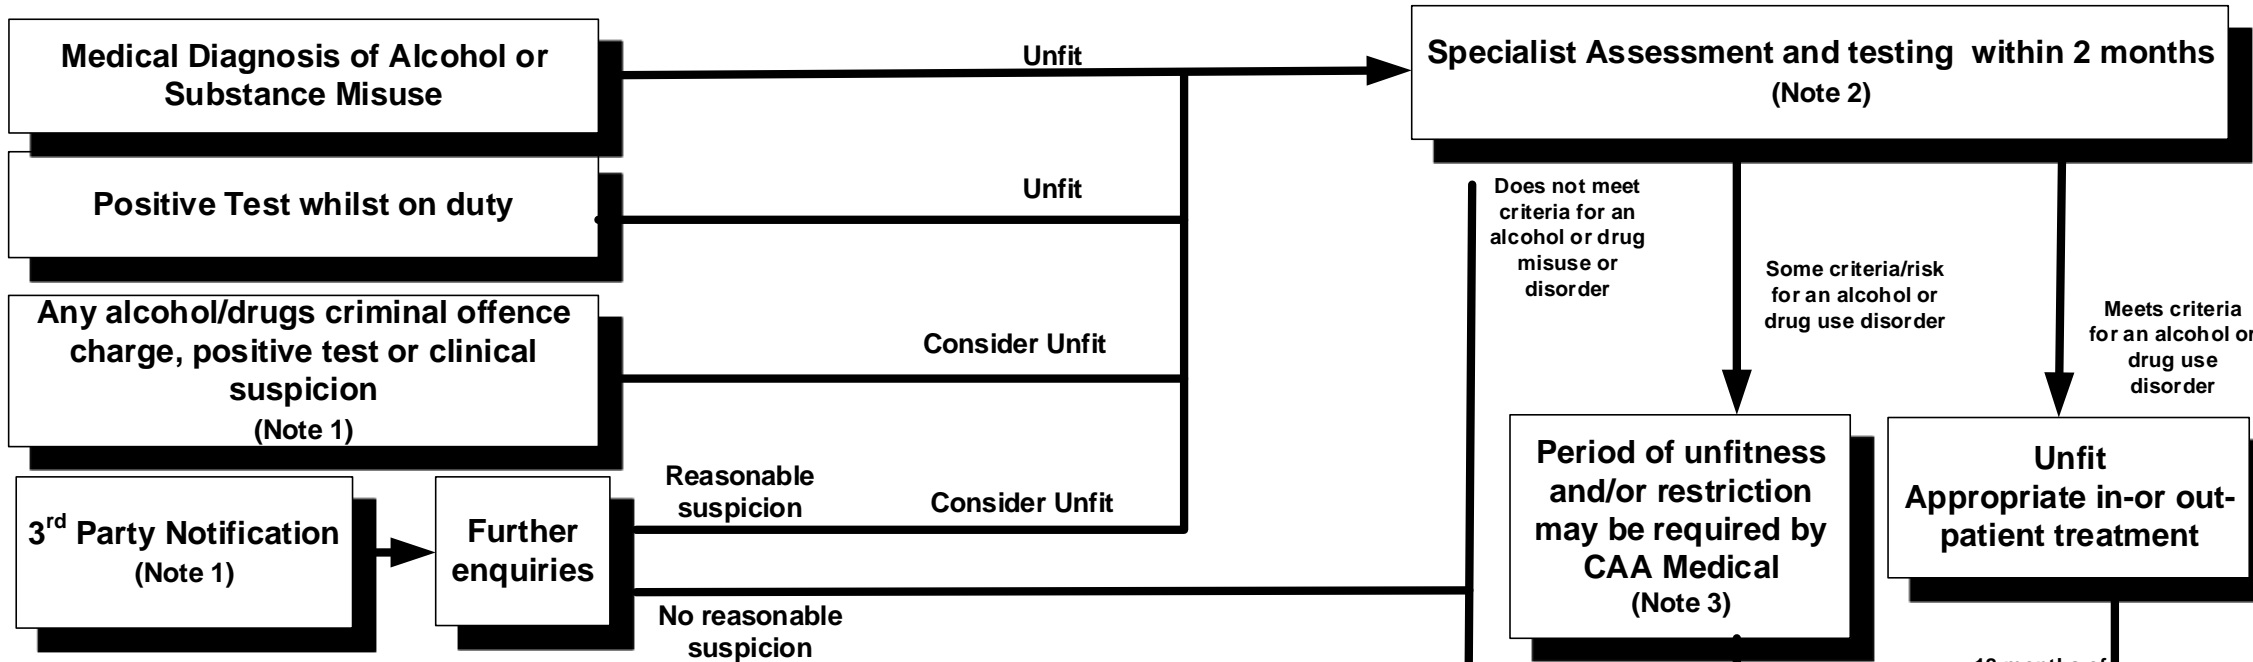 Medical Diagnosis of Alcohol or
Substance Misuse
Unfit
Specialist Assessment and testing within 2 months
(Note 2)
Positive Test whilst on duty
Unfit
Does not meet
criteria for an
alcohol or drug
misuse or
disorder
Some criteria/risk
for an alcohol or
drug use disorder
Meets criteria
for an alcohol or
drug use
disorder
Any alcohol/drugs criminal offence
charge, positive test or clinical
suspicion
(Note 1)
Consider Unfit
3rd Party Notification
(Note 1)
Further
enquiries
Reasonable
suspicion
Consider Unfit
No reasonable
suspicion
Period of unfitness
and/or restriction
may be required by
CAA Medical
(Note 3)
Unfit
Appropriate in-or out-
patient treatment
months of